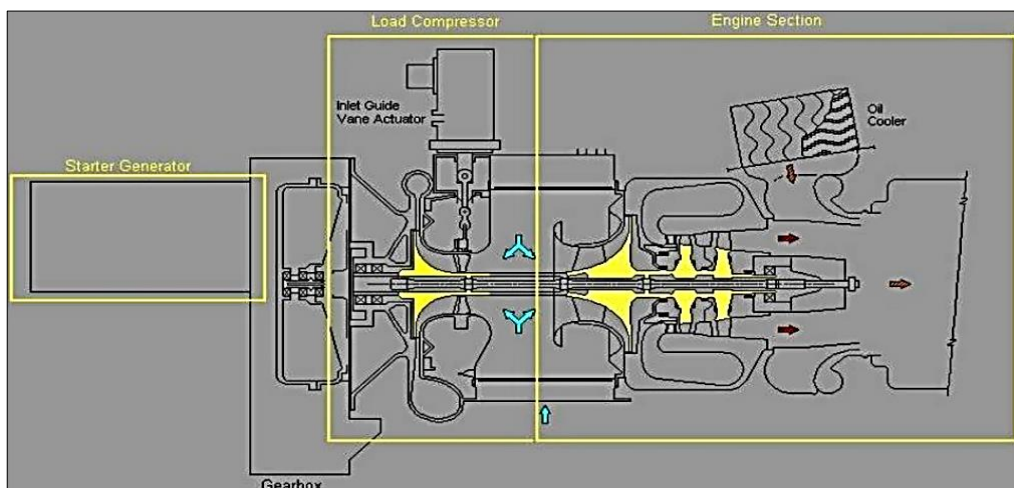 Load Compressor
Engine Section
Inlet Guide
Vane Actuator
Oil
Cooler
Starter Generator
Gearbox